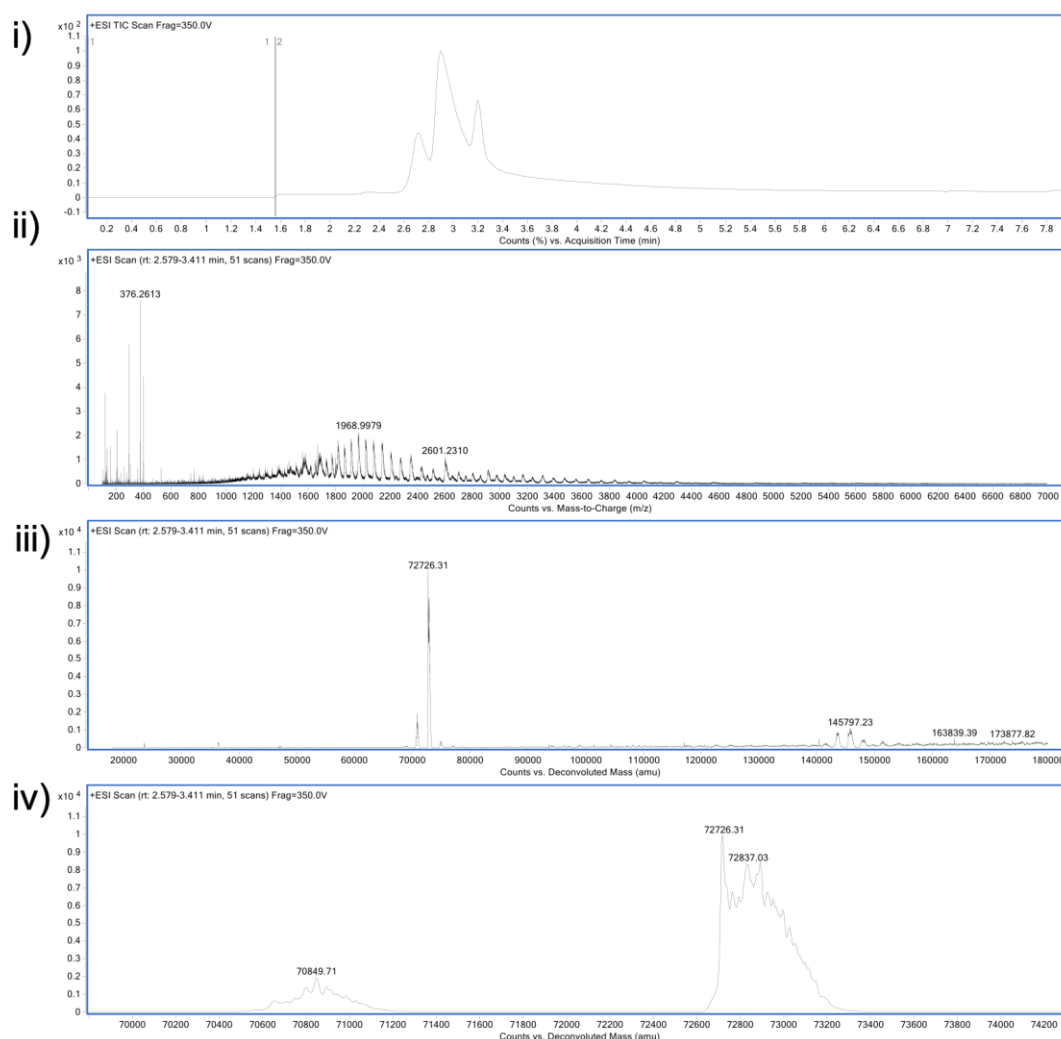 i)
+ESI TIC Scan Frag=350.0V
x10 2
1 1 2
1.1
1
0.9
0.8
0.7
0.6
0.5
0.4
0.3
0.2
0.1
0
-0.1
0.2 0.4 0.6 0.8 1 1.2 1.4 1.6 1.8 2 2.2 2.4 2.6 2.8 3 3.2 3.4 3.6 3.8 4 4.2 4.4 4.6 4.8 5 5.2 5.4 5.6 5.8 6 6.2 6.4 6.6 6.8 7 7.2 7.4 7.6 7.8
Counts (%) vs. Acquisition Time (min)
ii)
+ESI Scan (rt: 2.579-3.411 min, 51 scans) Frag=350.0V
x10 3
8
7
6
5
4
3
2
1
0
376.2613
1968.9979
2601.2310
200 400 600 800 1000 1200 1400 1600 1800 2000 2200 2400 2600 2800 3000 3200 3400 3600 3800 4000 4200 4400 4600 4800 5000 5200 5400 5600 5800 6000 6200 6400 6600 6800 7000
Counts vs. Mass-to-Charge (m/z)
iii)
+ESI Scan (rt: 2.579-3.411 min, 51 scans) Frag=350.0V
x10 4
1.1
1
0.9
0.8
0.7
0.6
0.5
0.4
0.3
0.2
0.1
0
72726.31
145797.23
163839.39 173877.82
20000 30000 40000 50000 60000 70000 80000 90000 100000 110000 120000 130000 140000 150000 160000 170000 180000
Counts vs. Deconvoluted Mass (amu)
iv)
+ESI Scan (rt: 2.579-3.411 min, 51 scans) Frag=350.0V
x10 4
1.1
1
0.9
0.8
0.7
0.6
0.5
0.4
0.3
0.2
0.1
0
72726.31
72837.03
70849.71
70000 70200 70400 70600 70800 71000 71200 71400 71600 71800 72000 72200 72400 72600 72800 73000 73200 73400 73600 73800 74000 74200
Counts vs. Deconvoluted Mass (amu)